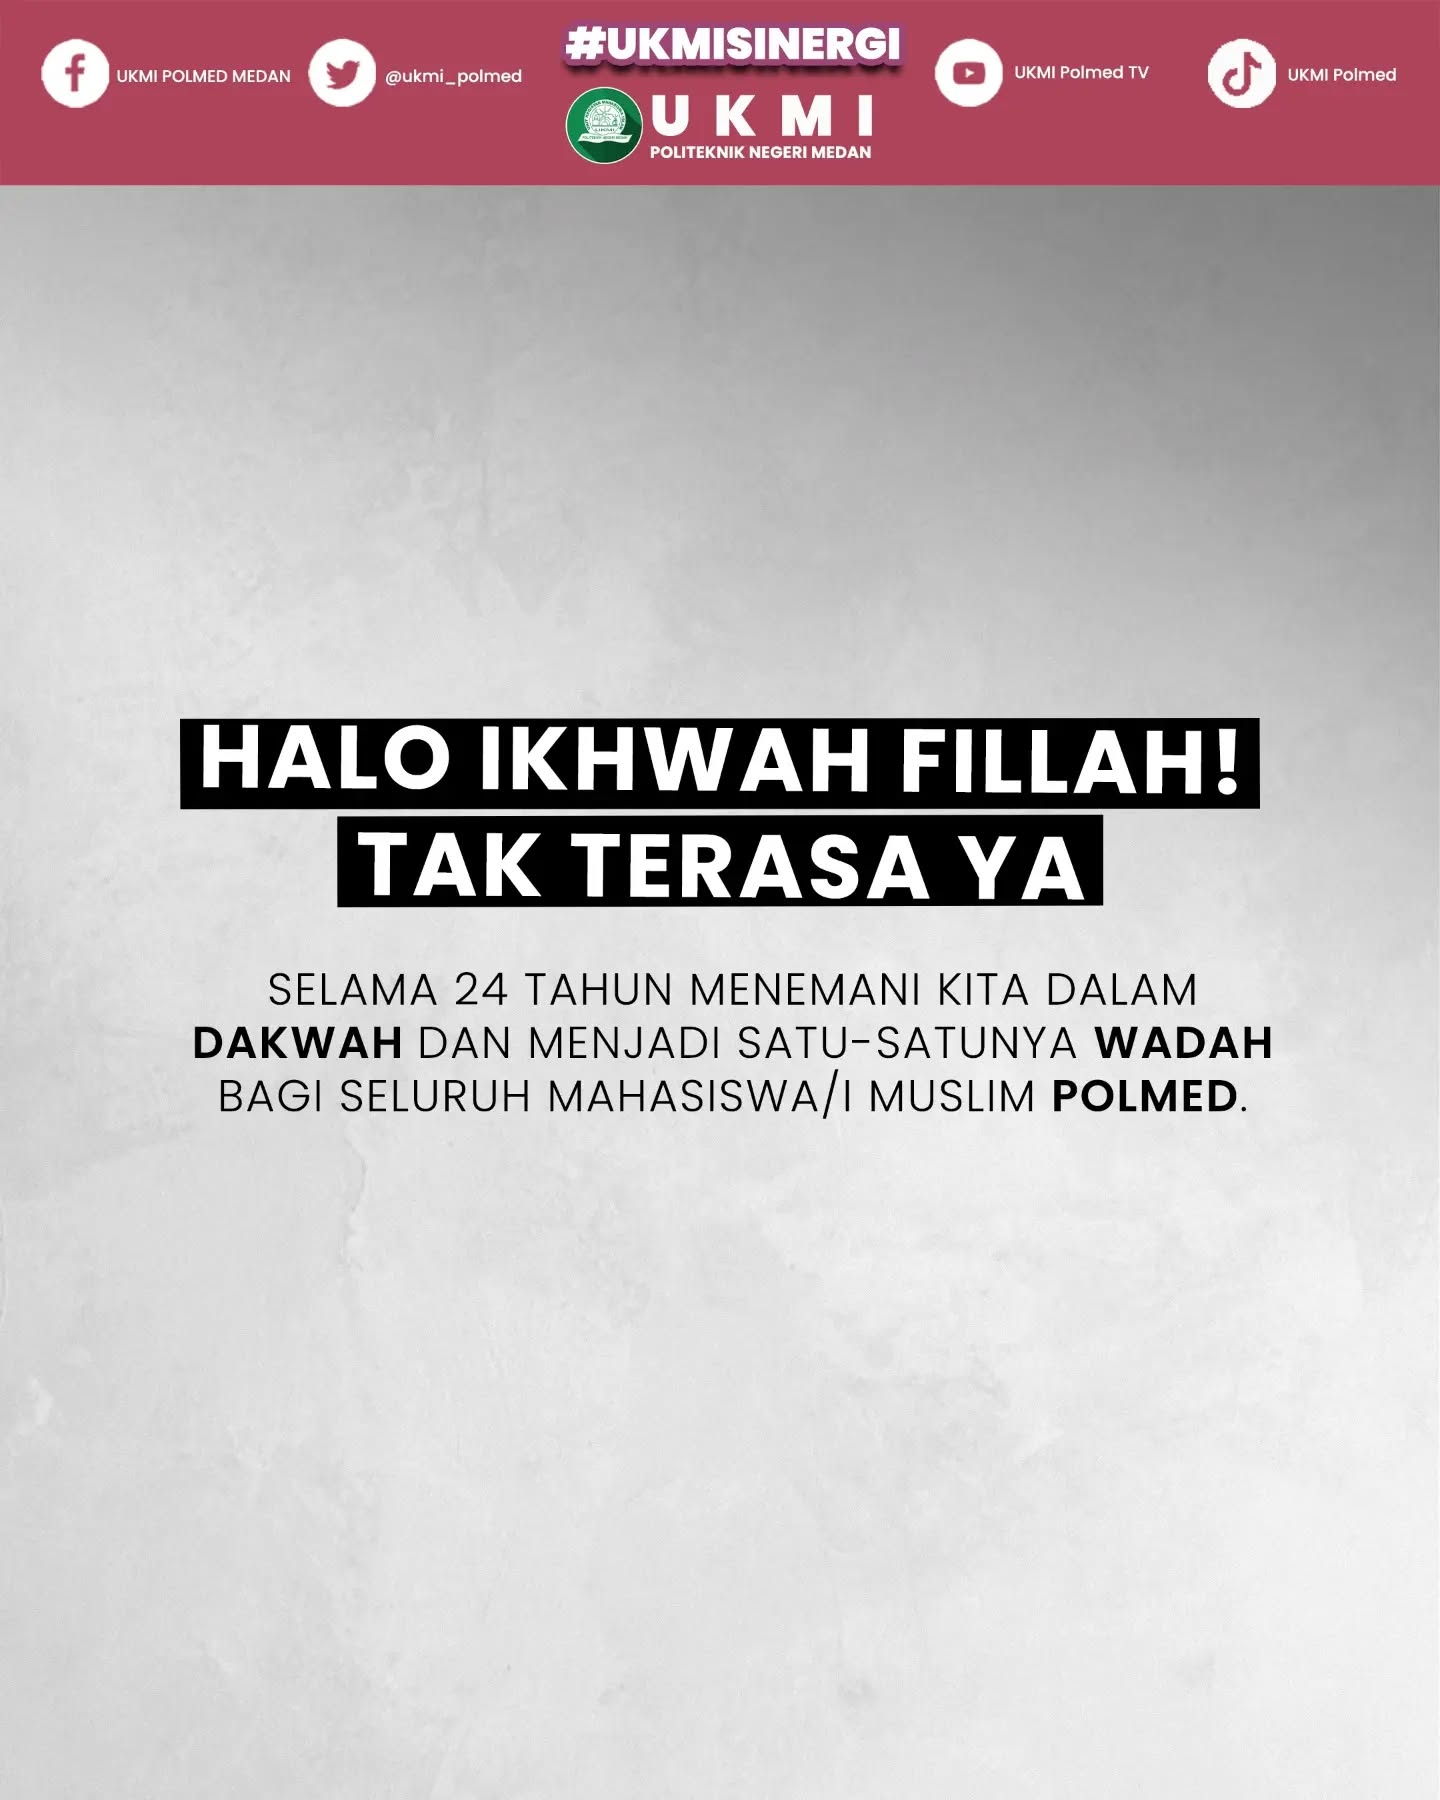 #UKMISINERGI
UKMI POLMED MEDAN
@ukmi_polmed
UKMI
POLITEKNIK NEGERI MEDAN
UKMI Polmed TV
UKMI Polmed
HALO IKHWAH FILLAH!
TAK TERASA YA
SELAMA 24 TAHUN MENEMANI KITA DALAM
DAKWAH DAN MENJADI SATU-SATUNYA WADAH
BAGI SELURUH MAHASISWA/I MUSLIM POLMED.